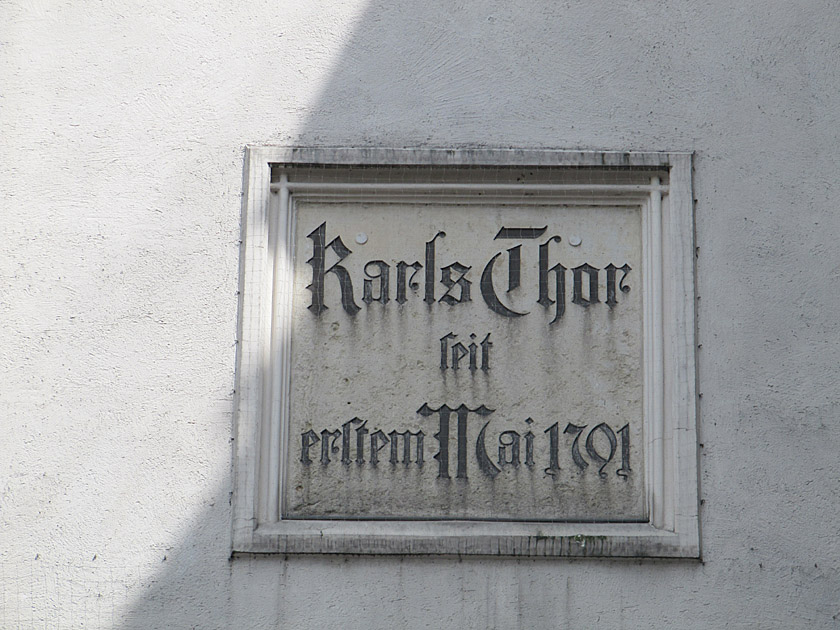 Karls Thor
seit
erstem Mai 1791